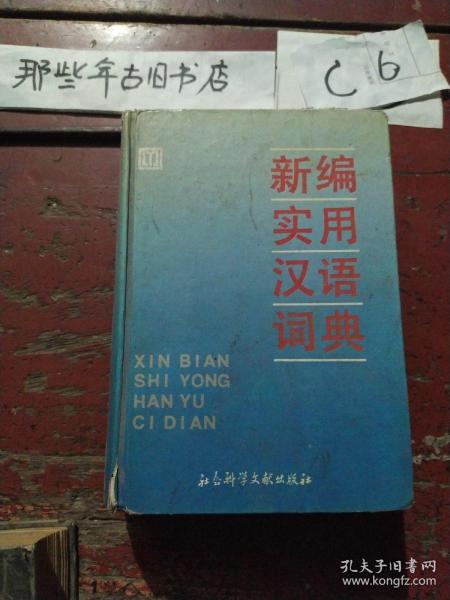 那些年古旧书店
C6
新编
实用
汉语
词典
XIN BIAN
SHI YONG
HAN YU
CI DIAN
社会科学文献出版社
孔夫子旧书网
www.kongfz.com